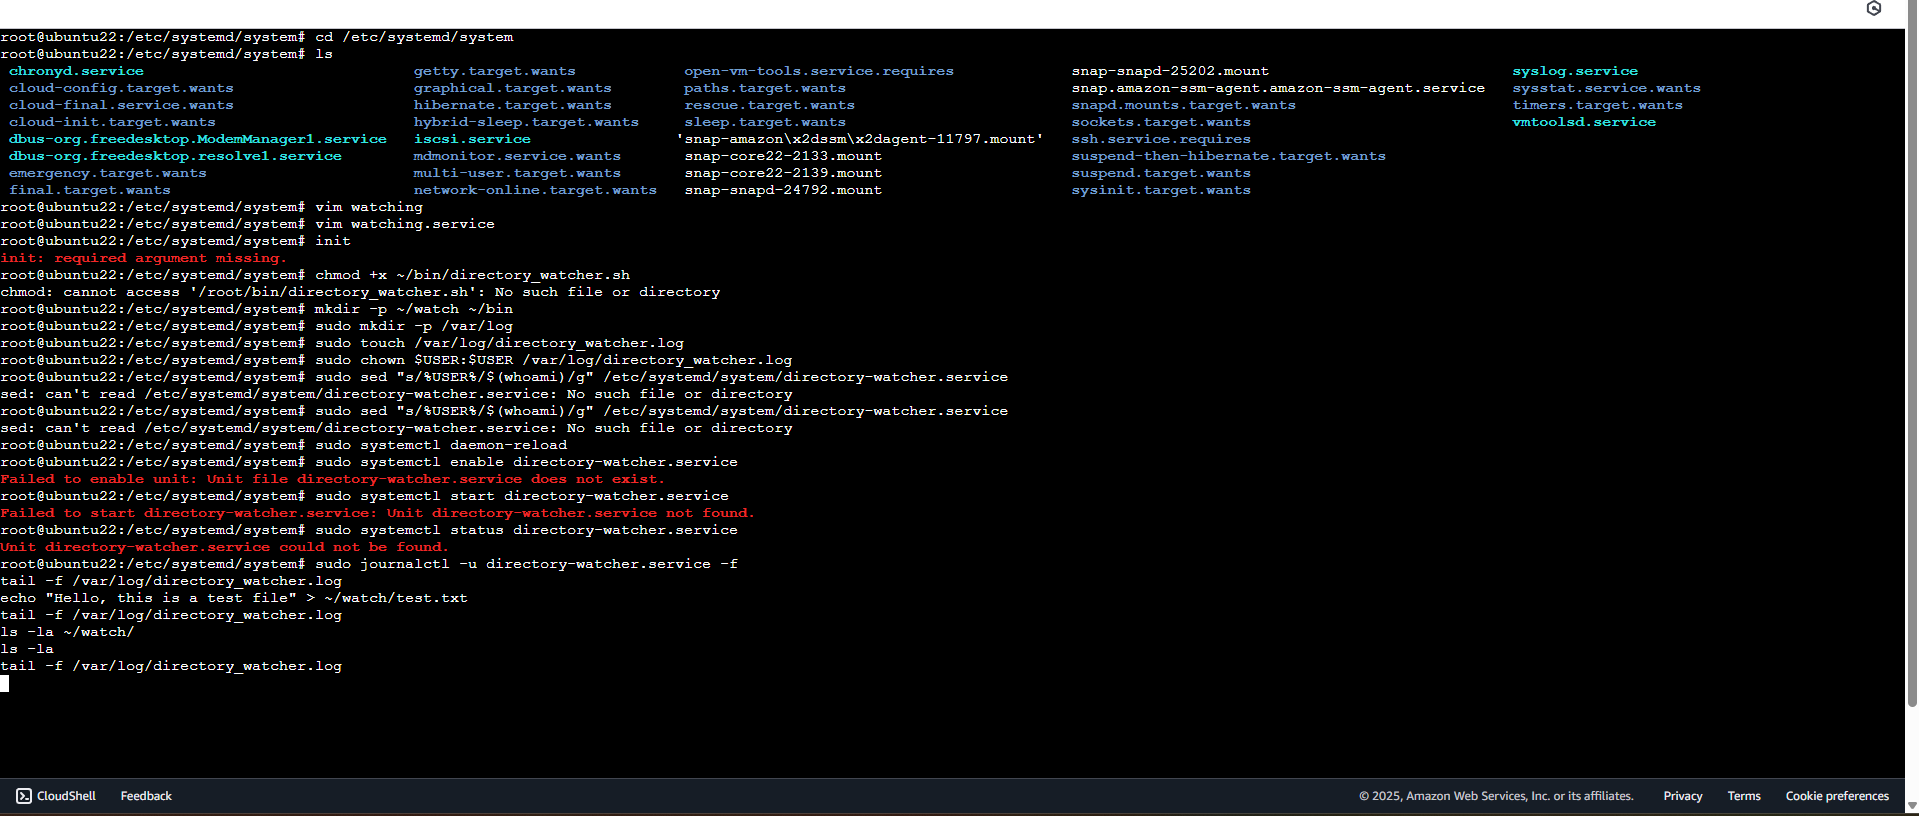 root@ubuntu22:/etc/systemd/system# cd /etc/systemd/system
root@ubuntu22:/etc/systemd/system# ls
chronyd.service getty.target.wants open-vm-tools.service.requires snap-snapd-25202.mount syslog.service
cloud-config.target.wants graphical.target.wants paths.target.wants snap.amazon-ssm-agent.amazon-ssm-agent.service sysstat.service.wants
cloud-final.service.wants hibernate.target.wants rescue.target.wants snapd.mounts.target.wants timers.target.wants
cloud-init.target.wants hybrid-sleep.target.wants sleep.target.wants sockets.target.wants vmtoolsd.service
dbus-org.freedesktop.ModemManager1.service iscsi.service 'snap-amazon\x2dssm\x2dagent-11797.mount' ssh.service.requires
dbus-org.freedesktop.resolve1.service mdmonitor.service.wants snap-core22-2133.mount suspend-then-hibernate.target.wants
emergency.target.wants multi-user.target.wants snap-core22-2139.mount suspend.target.wants
final.target.wants network-online.target.wants snap-snapd-24792.mount sysinit.target.wants
root@ubuntu22:/etc/systemd/system# vim watching
root@ubuntu22:/etc/systemd/system# vim watching.service
root@ubuntu22:/etc/systemd/system# init
init: required argument missing.
root@ubuntu22:/etc/systemd/system# chmod +x ~/bin/directory_watcher.sh
chmod: cannot access '/root/bin/directory_watcher.sh': No such file or directory
root@ubuntu22:/etc/systemd/system# mkdir -p ~/watch ~/bin
root@ubuntu22:/etc/systemd/system# sudo mkdir -p /var/log
root@ubuntu22:/etc/systemd/system# sudo touch /var/log/directory_watcher.log
root@ubuntu22:/etc/systemd/system# sudo chown $USER:$USER /var/log/directory_watcher.log
root@ubuntu22:/etc/systemd/system# sudo sed "s/%USER%/$(whoami)/g" /etc/systemd/system/directory-watcher.service
sed: can't read /etc/systemd/system/directory-watcher.service: No such file or directory
root@ubuntu22:/etc/systemd/system# sudo sed "s/%USER%/$(whoami)/g" /etc/systemd/system/directory-watcher.service
sed: can't read /etc/systemd/system/directory-watcher.service: No such file or directory
root@ubuntu22:/etc/systemd/system# sudo systemctl daemon-reload
root@ubuntu22:/etc/systemd/system# sudo systemctl enable directory-watcher.service
Failed to enable unit: Unit file directory-watcher.service does not exist.
root@ubuntu22:/etc/systemd/system# sudo systemctl start directory-watcher.service
Failed to start directory-watcher.service: Unit directory-watcher.service not found.
root@ubuntu22:/etc/systemd/system# sudo systemctl status directory-watcher.service
Unit directory-watcher.service could not be found.
root@ubuntu22:/etc/systemd/system# sudo journalctl -u directory-watcher.service -f
tail -f /var/log/directory_watcher.log
echo "Hello, this is a test file" > ~/watch/test.txt
tail -f /var/log/directory_watcher.log
ls -la ~/watch/
ls -la
tail -f /var/log/directory_watcher.log
CloudShell Feedback © 2025, Amazon Web Services, Inc. or its affiliates. Privacy Terms Cookie preferences